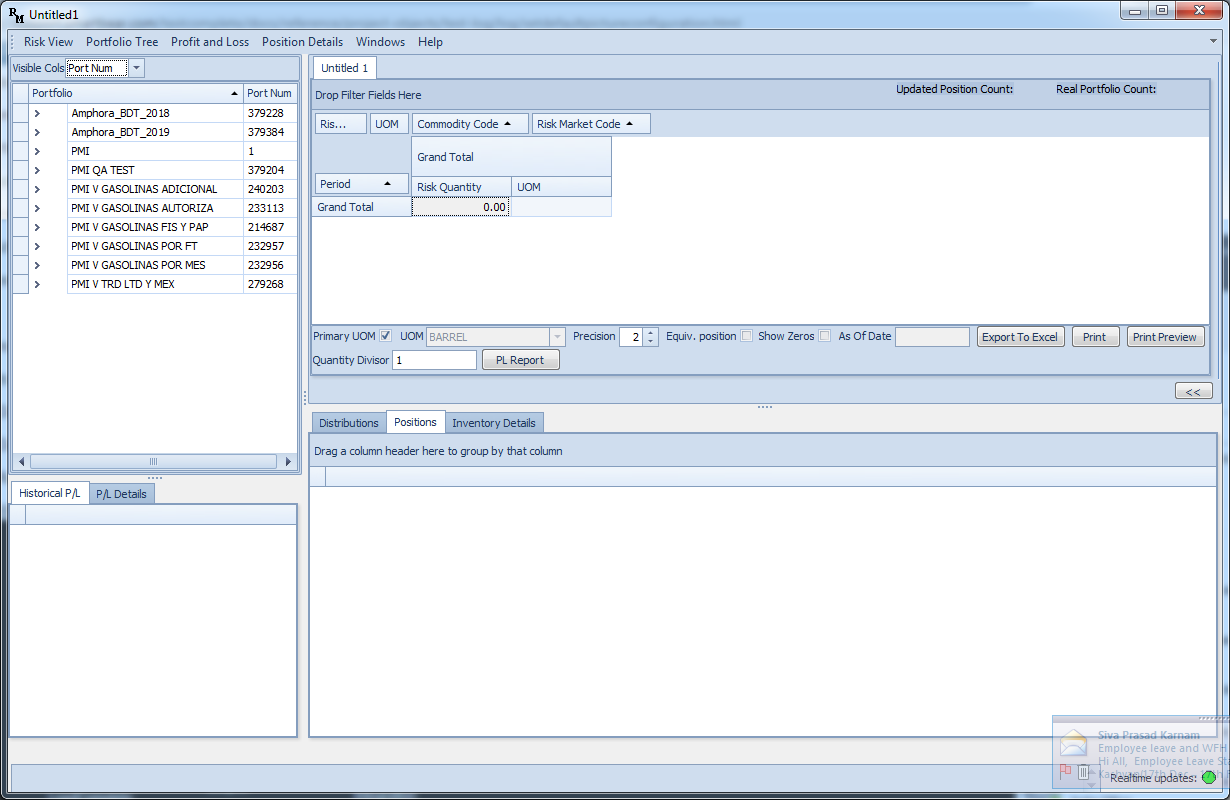 Untitled1
Risk View Portfolio Tree Profit and Loss Position Details Windows Help
Visible Cols Port Num
Portfolio Port Num
Amphora_BDT_2018 379228
Amphora_BDT_2019 379384
PMI 1
PMI QA TEST 379204
PMI V GASOLINAS ADICIONAL 240203
PMI V GASOLINAS AUTORIZA 233113
PMI V GASOLINAS FIS Y PAP 214687
PMI V GASOLINAS POR FT 232957
PMI V GASOLINAS POR MES 232956
PMI V TRD LTD Y MEX 279268
Historical P/L P/L Details
Untitled 1
Drop Filter Fields Here Updated Position Count: Real Portfolio Count:
Ris... UOM Commodity Code Risk Market Code
Grand Total
Period Risk Quantity UOM
Grand Total 0.00
Primary UOM UOM BARREL Precision 2 Equiv. position Show Zeros As Of Date Export To Excel Print Print Preview
Quantity Divisor 1 PL Report
<<
Distributions Positions Inventory Details
Drag a column header here to group by that column
Siva Prasad Karnam
Employee leave and WFH
Hi All, Employee Leave Sta
Realtime updates: